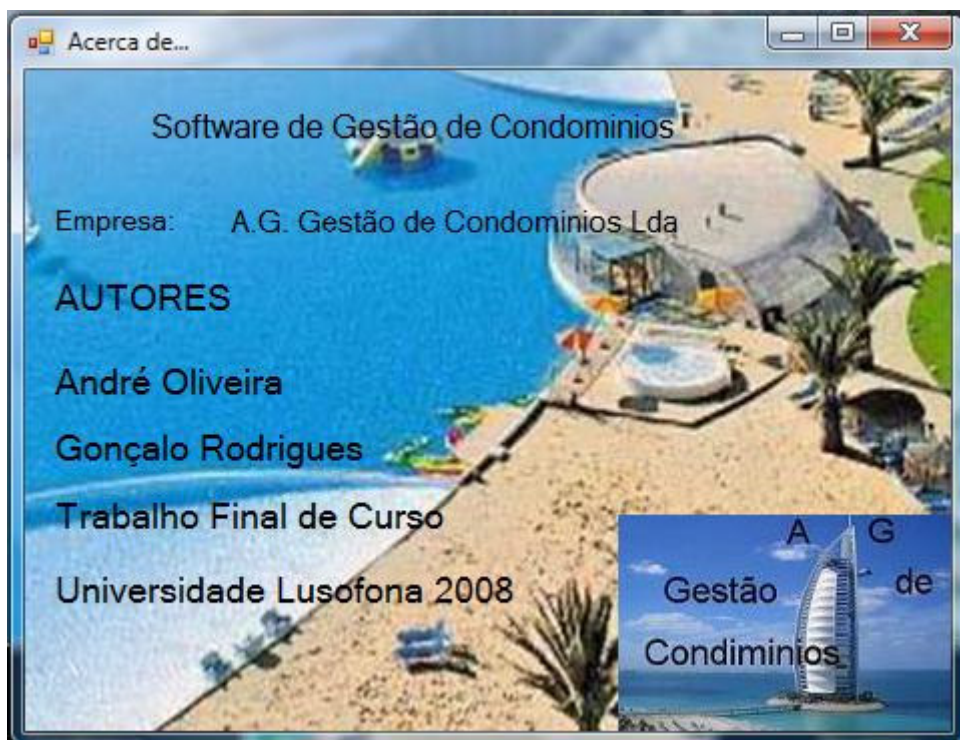 Acerca de...
Software de Gestão de Condominios
Empresa: A.G. Gestão de Condominios Lda
AUTORES
André Oliveira
Gonçalo Rodrigues
Trabalho Final de Curso
Universidade Lusofona 2008
A G
Gestão de
Condiminios